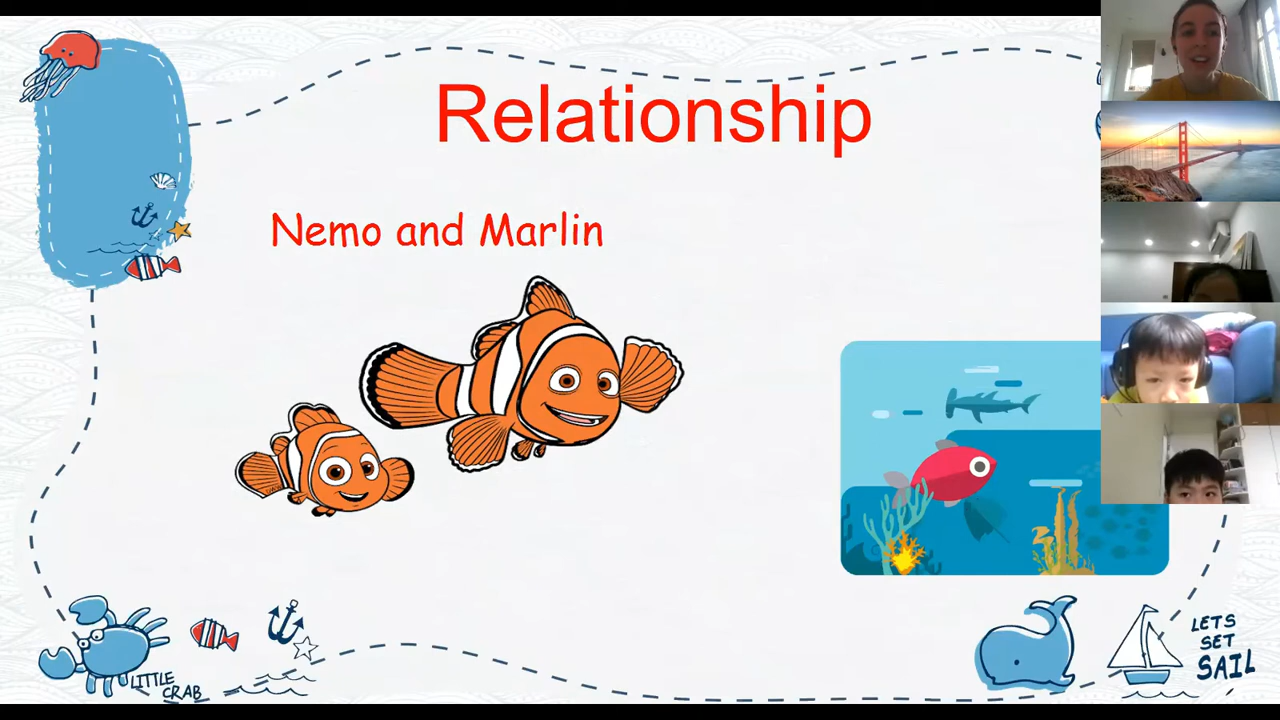 Relationship
Nemo and Marlin
LITTLE
CRAB
LETS
SET
SAIL